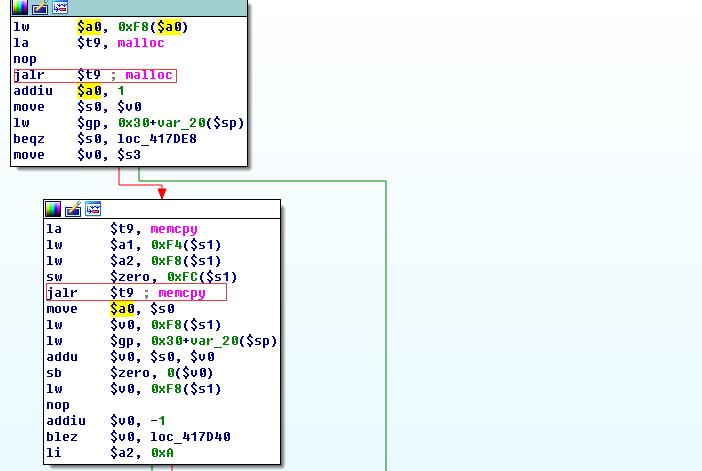 lw $a0, 0xF8($a0)
la $t9, malloc
nop
jalr $t9 ; malloc
addiu $a0, 1
move $s0, $v0
lw $gp, 0x30+var_20($sp)
beqz $s0, loc_417DE8
move $v0, $s3
la $t9, memcpy
lw $a1, 0xF4($s1)
lw $a2, 0xF8($s1)
sw $zero, 0xFC($s1)
jalr $t9 ; memcpy
move $a0, $s0
lw $v0, 0xF8($s1)
lw $gp, 0x30+var_20($sp)
addu $v0, $s0, $v0
sb $zero, 0($v0)
lw $v0, 0xF8($s1)
nop
addiu $v0, -1
blez $v0, loc_417D40
li $a2, 0xA